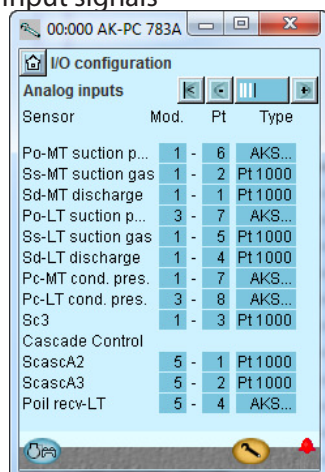 Input signals
00:000 AK-PC 783A
I/O configuration
Analog inputs
Sensor Mod. Pt Type
Po-MT suction p... 1 - 6 AKS...
Ss-MT suction gas 1 - 2 Pt1000
Sd-MT discharge 1 - 1 Pt1000
Po-LT suction p... 3 - 7 AKS...
Ss-LT suction gas 1 - 5 Pt1000
Sd-LT discharge 1 - 4 Pt1000
Pc-MT cond. pres. 1 - 7 AKS...
Pc-LT cond. pres. 3 - 8 AKS...
Sc3 1 - 3 Pt1000
Cascade Control
ScascA2 5 - 1 Pt1000
ScascA3 5 - 2 Pt1000
Poil recv-LT 5 - 4 AKS...